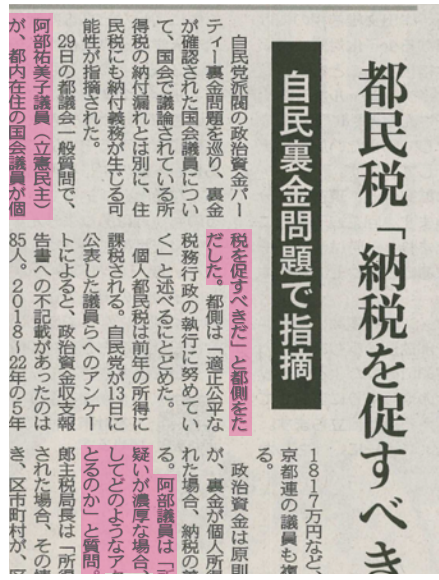 都民税「納税を促すべき
自民裏金問題で指摘
自民党派閥の政治資金パー
ティー裏金問題を巡り、裏金
が確認された国会議員につい
て、国会で議論されている所
得税の納付漏れとは別に、住
民税にも納付義務が生じる可
能性が指摘された。
29日の都議会一般質問で、
阿部祐美子議員(立憲民主)
が、都内在住の国会議員が個
税を促すべきだ」と都側をた
だした。都側は「適正公平な
税務行政の執行に努めてい
く」と述べるにとどめた。
個人都民税は前年の所得に
課税される。自民党が13日に
公表した議員らへのアンケー
トによると、政治資金収支報
告書への不記載があったのは
85人。2018~22年の5年
1817万円など、
京都連の議員も複
る。
政治資金は原則
が、裏金が個人所得
れた場合、納税の義
る。阿部議員は「
疑いが濃厚な場合、
してどのようなア
とるのか」と質問。
郎主税局長は「所得
された場合、その
き、区市町村が、区